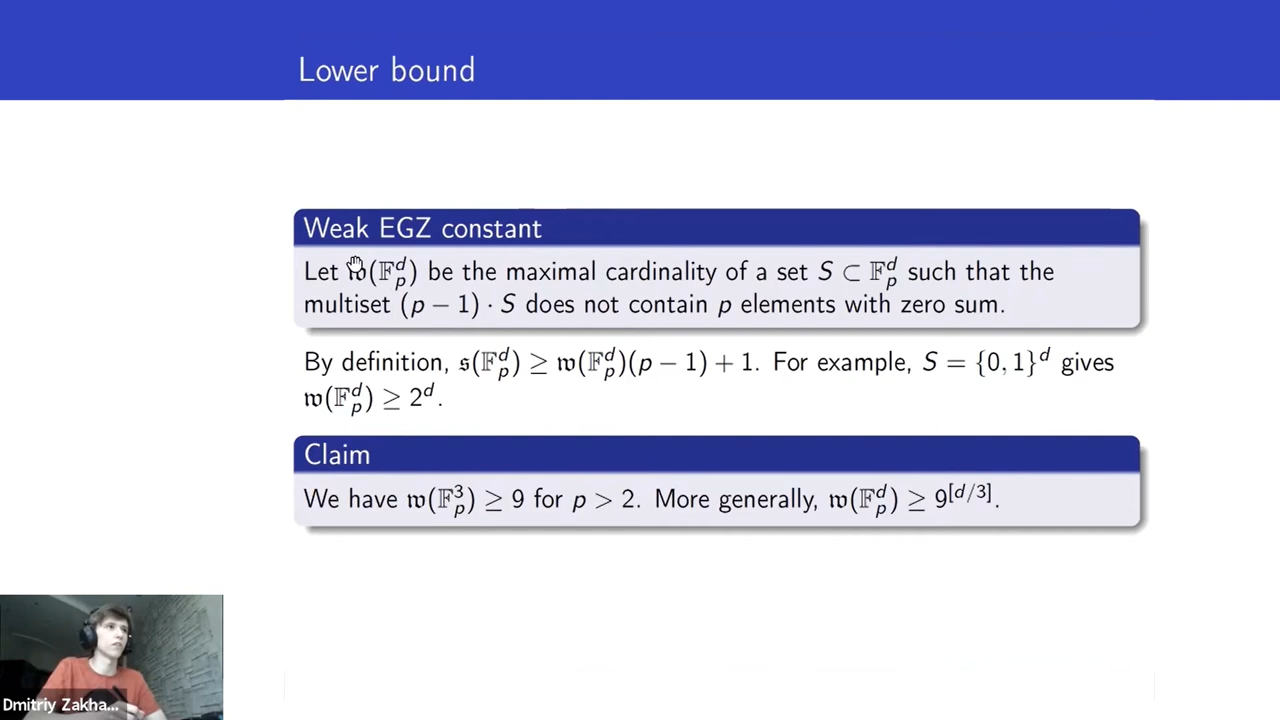 Lower bound
Weak EGZ constant
Let 𝔴(𝔽_p^d) be the maximal cardinality of a set S ⊂ 𝔽_p^d such that the
multiset (p − 1) · S does not contain p elements with zero sum.
By definition, 𝔰(𝔽_p^d) ≥ 𝔴(𝔽_p^d)(p − 1) + 1. For example, S = {0, 1}^d gives
𝔴(𝔽_p^d) ≥ 2^d.
Claim
We have 𝔴(𝔽_p^3) ≥ 9 for p > 2. More generally, 𝔴(𝔽_p^d) ≥ 9^[d/3].
Dmitriy Zakha...